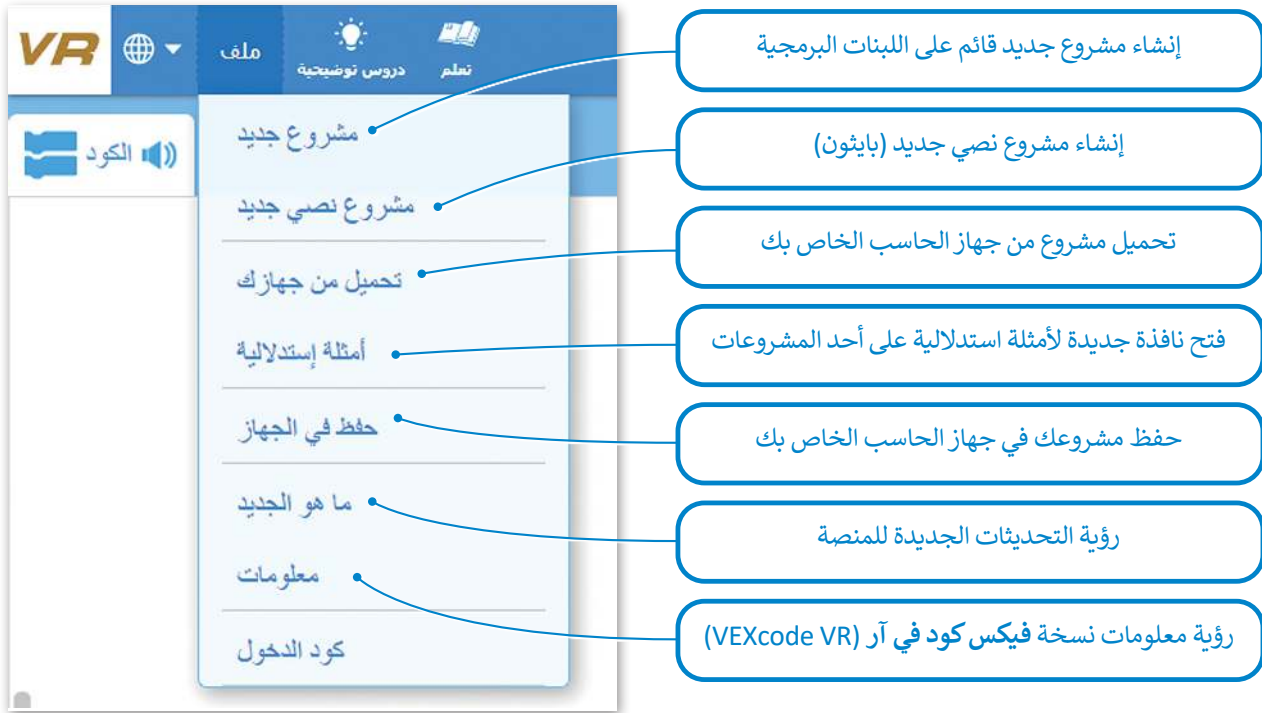 VR
ملف
دروس توضيحية
تعلم
الكود
مشروع جديد
مشروع نصي جديد
تحميل من جهازك
أمثلة إستدلالية
حفظ في الجهاز
ما هو الجديد
معلومات
كود الدخول
إنشاء مشروع جديد قائم على اللبنات البرمجية
إنشاء مشروع نصي جديد (بايثون)
تحميل مشروع من جهاز الحاسب الخاص بك
فتح نافذة جديدة لأمثلة استدلالية على أحد المشروعات
حفظ مشروعك في جهاز الحاسب الخاص بك
رؤية التحديثات الجديدة للمنصة
رؤية معلومات نسخة فيكس كود في آر (VEXcode VR)